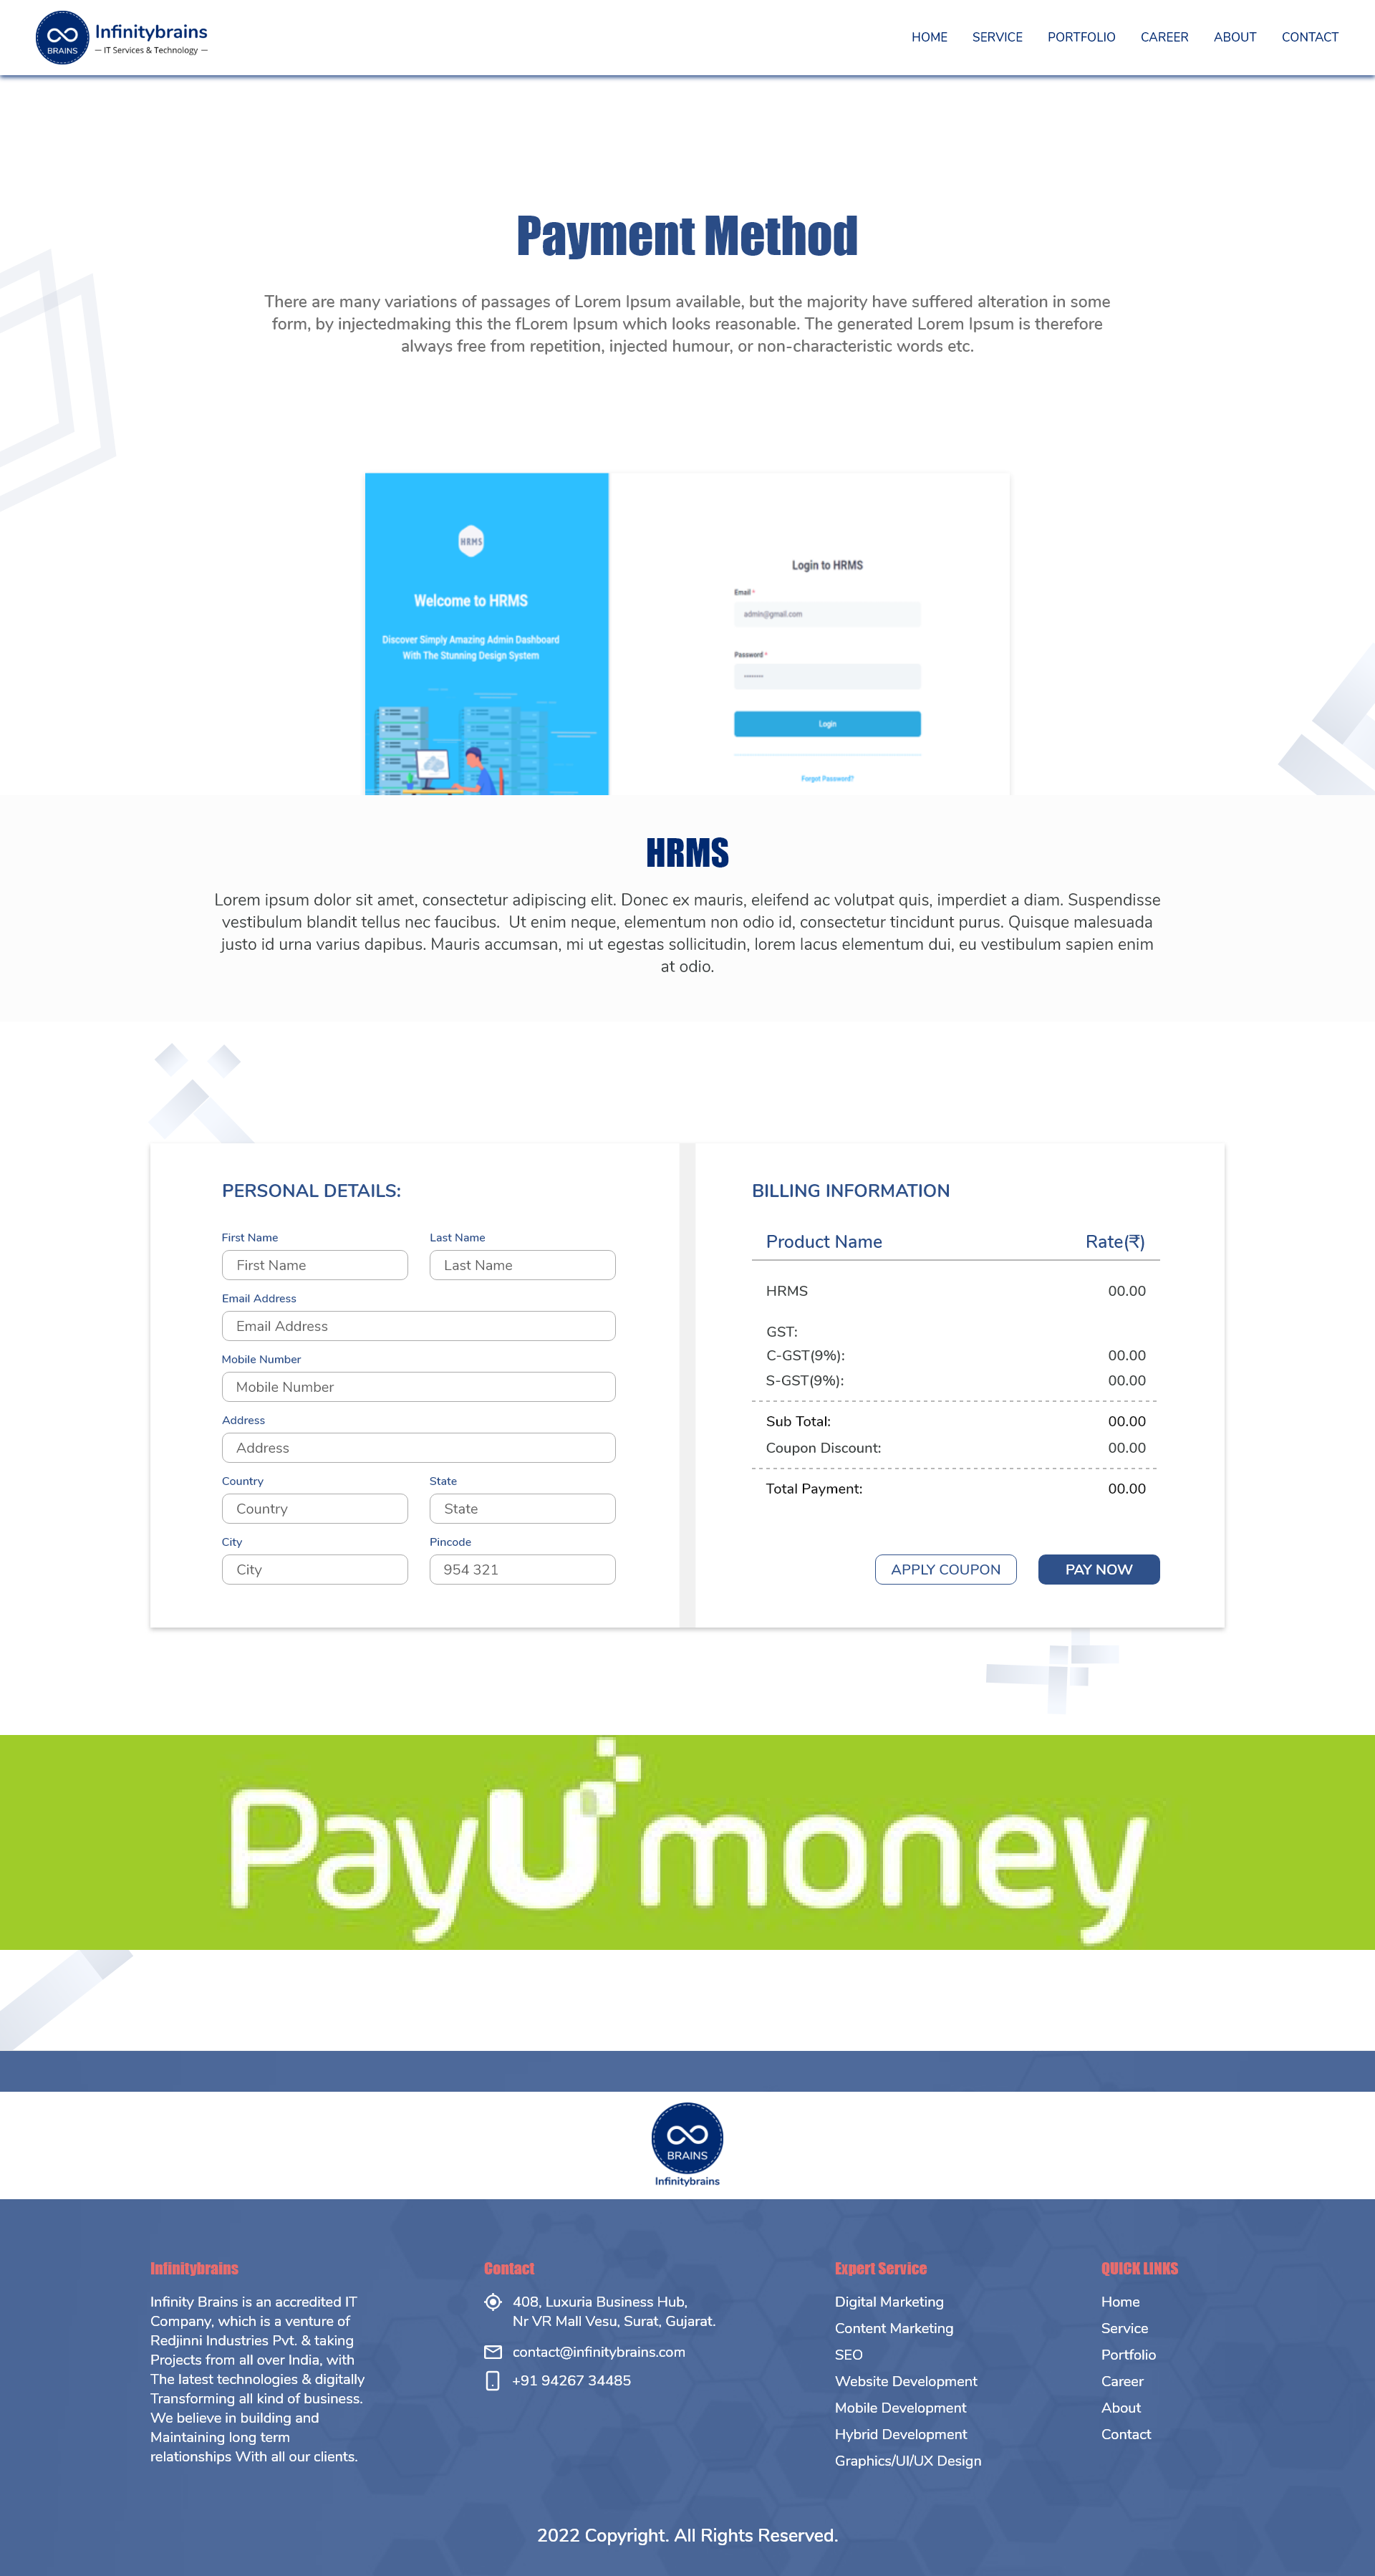 BRAINS
Infinitybrains
— IT Services & Technology —
HOME SERVICE PORTFOLIO CAREER ABOUT CONTACT
Payment Method
There are many variations of passages of Lorem Ipsum available, but the majority have suffered alteration in some
form, by injectedmaking this the fLorem Ipsum which looks reasonable. The generated Lorem Ipsum is therefore
always free from repetition, injected humour, or non-characteristic words etc.
HRMS
Welcome to HRMS
Discover Simply Amazing Admin Dashboard
With The Stunning Design System
Login to HRMS
Email *
admin@gmail.com
Password *
Login
Forgot Password?
HRMS
Lorem ipsum dolor sit amet, consectetur adipiscing elit. Donec ex mauris, eleifend ac volutpat quis, imperdiet a diam. Suspendisse
vestibulum blandit tellus nec faucibus.  Ut enim neque, elementum non odio id, consectetur tincidunt purus. Quisque malesuada
justo id urna varius dapibus. Mauris accumsan, mi ut egestas sollicitudin, lorem lacus elementum dui, eu vestibulum sapien enim
at odio.
PERSONAL DETAILS:
First Name Last Name
First Name Last Name
Email Address
Email Address
Mobile Number
Mobile Number
Address
Address
Country State
Country State
City Pincode
City 954 321
BILLING INFORMATION
Product Name Rate(₹)
HRMS 00.00
GST:
C-GST(9%): 00.00
S-GST(9%): 00.00
Sub Total: 00.00
Coupon Discount: 00.00
Total Payment: 00.00
APPLY COUPON PAY NOW
PayUmoney
BRAINS
Infinitybrains
Infinitybrains
Infinity Brains is an accredited IT
Company, which is a venture of
Redjinni Industries Pvt. & taking
Projects from all over India, with
The latest technologies & digitally
Transforming all kind of business.
We believe in building and
Maintaining long term
relationships With all our clients.
Contact
408, Luxuria Business Hub,
Nr VR Mall Vesu, Surat, Gujarat.
contact@infinitybrains.com
+91 94267 34485
Expert Service
Digital Marketing
Content Marketing
SEO
Website Development
Mobile Development
Hybrid Development
Graphics/UI/UX Design
QUICK LINKS
Home
Service
Portfolio
Career
About
Contact
2022 Copyright. All Rights Reserved.